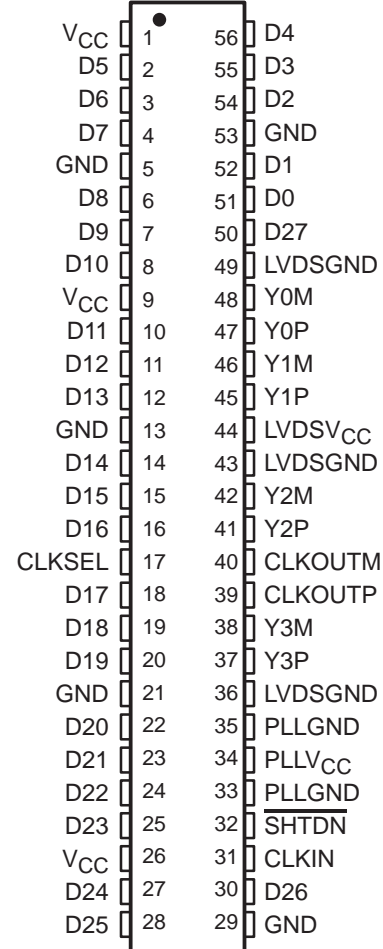 VCC 1 56 D4
D5 2 55 D3
D6 3 54 D2
D7 4 53 GND
GND 5 52 D1
D8 6 51 D0
D9 7 50 D27
D10 8 49 LVDSGND
VCC 9 48 Y0M
D11 10 47 Y0P
D12 11 46 Y1M
D13 12 45 Y1P
GND 13 44 LVDSVCC
D14 14 43 LVDSGND
D15 15 42 Y2M
D16 16 41 Y2P
CLKSEL 17 40 CLKOUTM
D17 18 39 CLKOUTP
D18 19 38 Y3M
D19 20 37 Y3P
GND 21 36 LVDSGND
D20 22 35 PLLGND
D21 23 34 PLLVCC
D22 24 33 PLLGND
D23 25 32 SHTDN
VCC 26 31 CLKIN
D24 27 30 D26
D25 28 29 GND